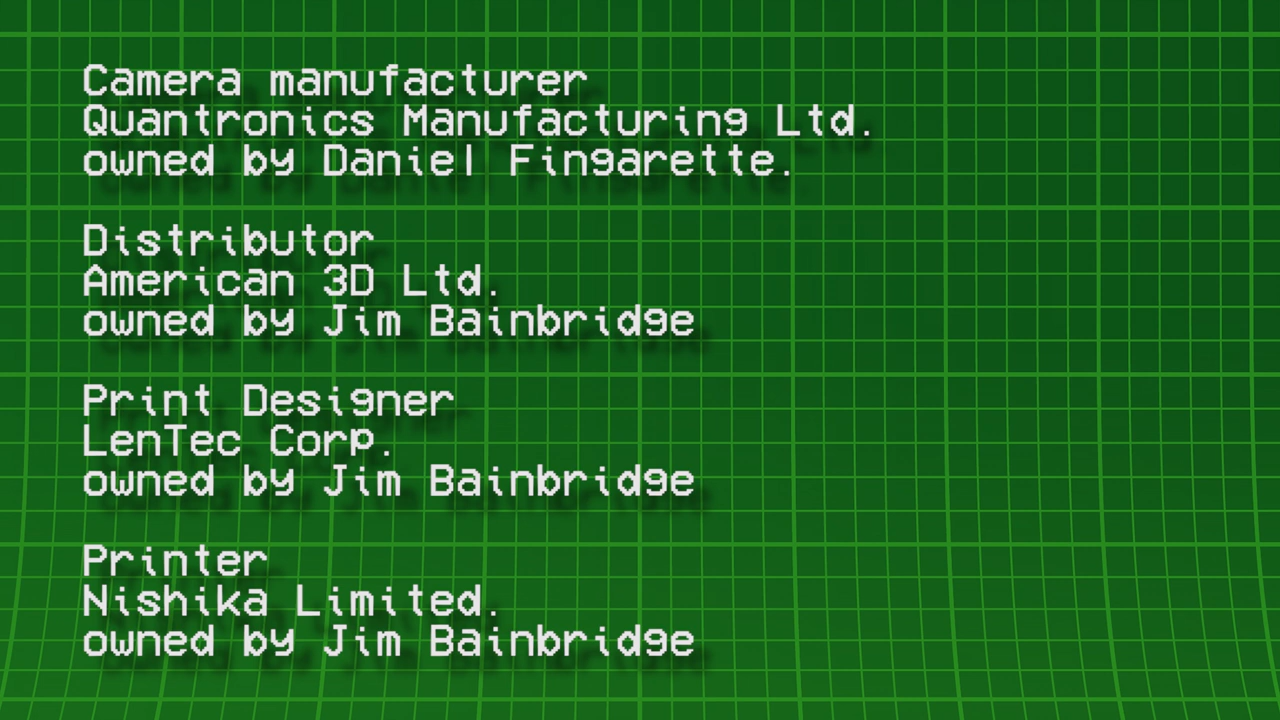 Camera manufacturer
Quantronics Manufacturing Ltd.
owned by Daniel Fingarette.
Distributor
American 3D Ltd.
owned by Jim Bainbridge
Print Designer
LenTec Corp.
owned by Jim Bainbridge
Printer
Nishika Limited.
owned by Jim Bainbridge